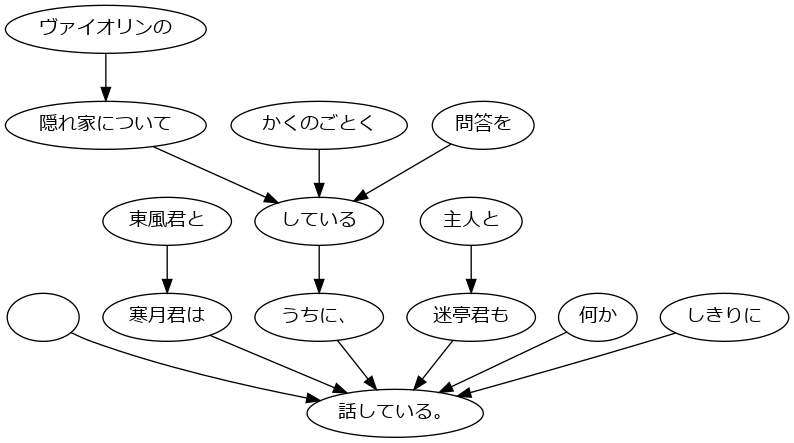 ヴァイオリンの
隠れ家について
かくのごとく
問答を
東風君と
している
主人と
寒月君は
うちに、
迷亭君も
何か
しきりに
話している。